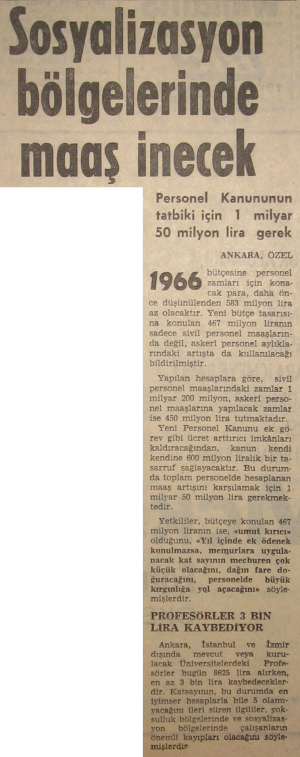 Sosyalizasyon
bölgelerinde
maaş inecek
Personel Kanununun
tatbiki için 1 milyar
50 milyon lira gerek
ANKARA, ÖZEL
1966 bütçesine personel
zamları için kona-
cak para, daha ön-
ce düşünülenden 583 milyon lira
az olacaktır. Yeni bütçe tasarısı-
na konulan 467 milyon liranın
sadece sivil personel maaşların-
da değil, askeri personel aylıkla-
rındaki artışta da kullanılacağı
bildirilmiştir.
Yapılan hesaplara göre, sivil
personel maaşlarındaki zamlar 1
milyar 200 milyon, askeri perso-
nel maaşlarına yapılacak zamlar
ise 450 milyon lira tutmaktadır.
Yeni Personel Kanunu ek gö-
rev gibi ücret arttırıcı imkânları
kaldıracağından, kanun kendi
kendine 600 milyon liralık bir ta-
sarruf sağlayacaktır. Bu durum-
da toplam personelde hesaplanan
maaş artışını karşılamak için 1
milyar 50 milyon lira gerekmek-
tedir.
Yetkililer, bütçeye konulan 467
milyon liranın ise, «umut kırıcı»
olduğunu, «Yıl içinde ek ödenek
konulmazsa, memurlara uygula-
nacak kat sayının mecburen çok
küçük olacağını, dağın fare do-
ğuracağını, personelde büyük
kırgınlığa yol açacağını» söyle-
mişlerdir.
PROFESÖRLER 3 BİN
LİRA KAYBEDİYOR
Ankara, İstanbul ve İzmir
dışında mevcut veya kuru-
lacak Üniversitelerdeki Profe-
sörler bugün 8625 lira alırken,
en az 3 bin lira kaybedecekler-
dir. Katsayının, bu durumda en
iyimser hesaplarla bile 5 olamı-
yacağını ileri süren ilgililer, yok-
sulluk bölgelerinde ve sosyalizas-
yon bölgelerinde çalışanların
önemli kayıpları olacağını söyle-
mişlerdir